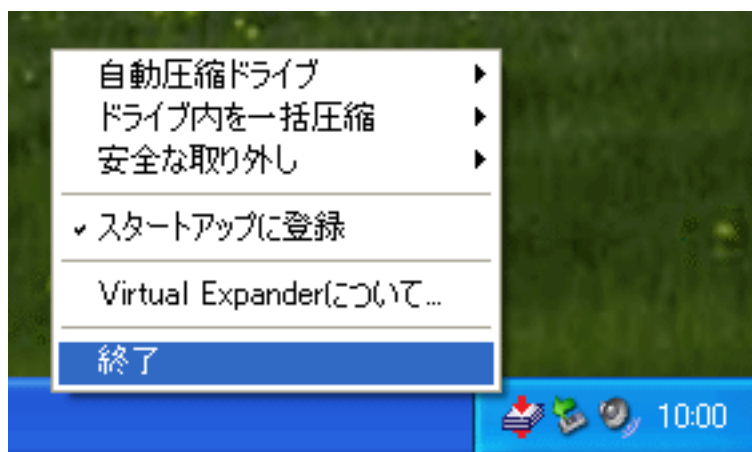 自動圧縮ドライブ
ドライブ内を一括圧縮
安全な取り外し
スタートアップに登録
Virtual Expanderについて...
終了
10:00